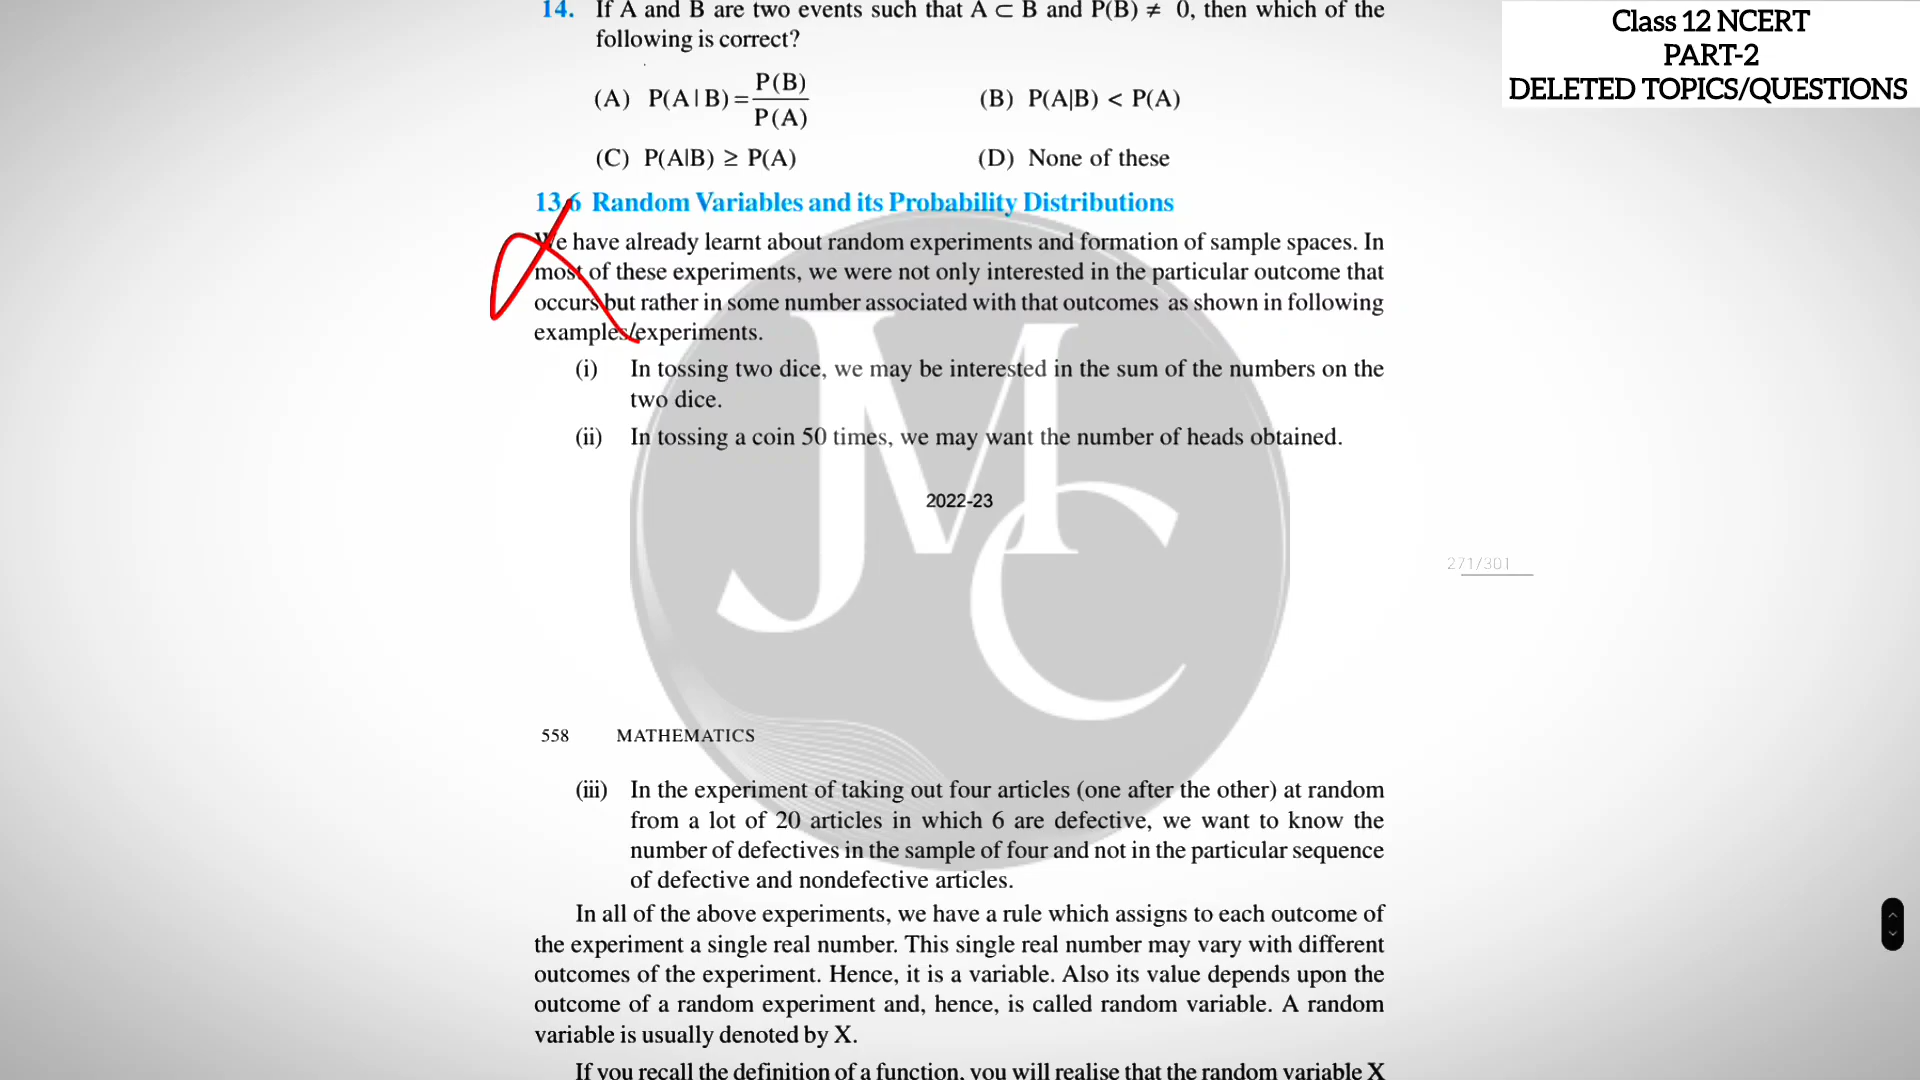 14. If A and B are two events such that A ⊂ B and P(B) ≠ 0, then which of the
following is correct?
(A) P(A | B) = P(B) / P(A) (B) P(A|B) < P(A)
(C) P(A|B) ≥ P(A) (D) None of these
Class 12 NCERT
PART-2
DELETED TOPICS/QUESTIONS
13.6 Random Variables and its Probability Distributions
We have already learnt about random experiments and formation of sample spaces. In
most of these experiments, we were not only interested in the particular outcome that
occurs but rather in some number associated with that outcomes as shown in following
examples/experiments.
(i) In tossing two dice, we may be interested in the sum of the numbers on the
two dice.
(ii) In tossing a coin 50 times, we may want the number of heads obtained.
2022-23
271/301
JMC
558 MATHEMATICS
(iii) In the experiment of taking out four articles (one after the other) at random
from a lot of 20 articles in which 6 are defective, we want to know the
number of defectives in the sample of four and not in the particular sequence
of defective and nondefective articles.
In all of the above experiments, we have a rule which assigns to each outcome of
the experiment a single real number. This single real number may vary with different
outcomes of the experiment. Hence, it is a variable. Also its value depends upon the
outcome of a random experiment and, hence, is called random variable. A random
variable is usually denoted by X.
If you recall the definition of a function, you will realise that the random variable X